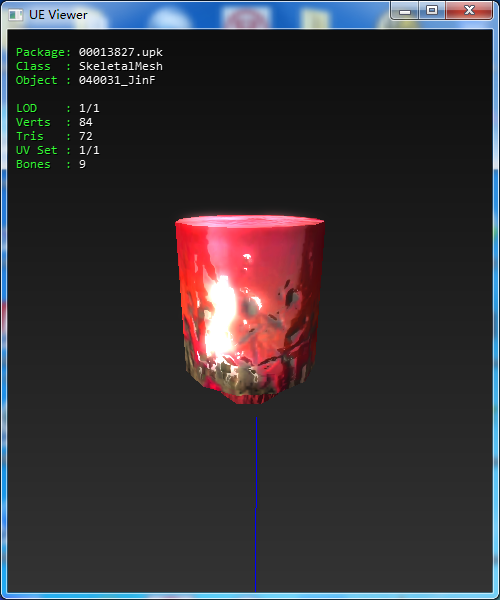 UE Viewer
Package: 00013827.upk
Class : SkeletalMesh
Object : 040031_JinF
LOD : 1/1
Verts : 84
Tris : 72
UV Set : 1/1
Bones : 9